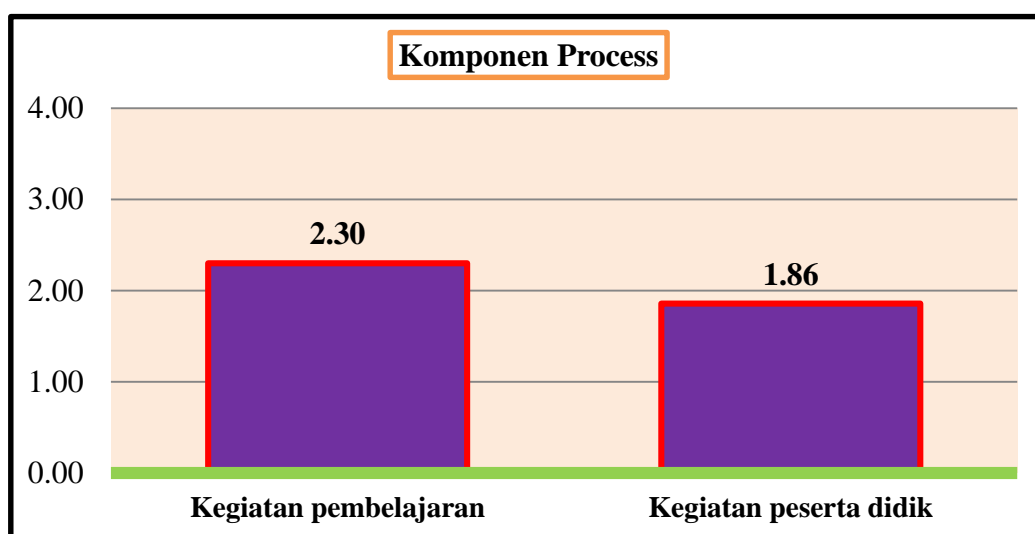 Komponen Process
4.00
3.00
2.30
1.86
2.00
1.00
0.00
Kegiatan pembelajaran
Kegiatan peserta didik